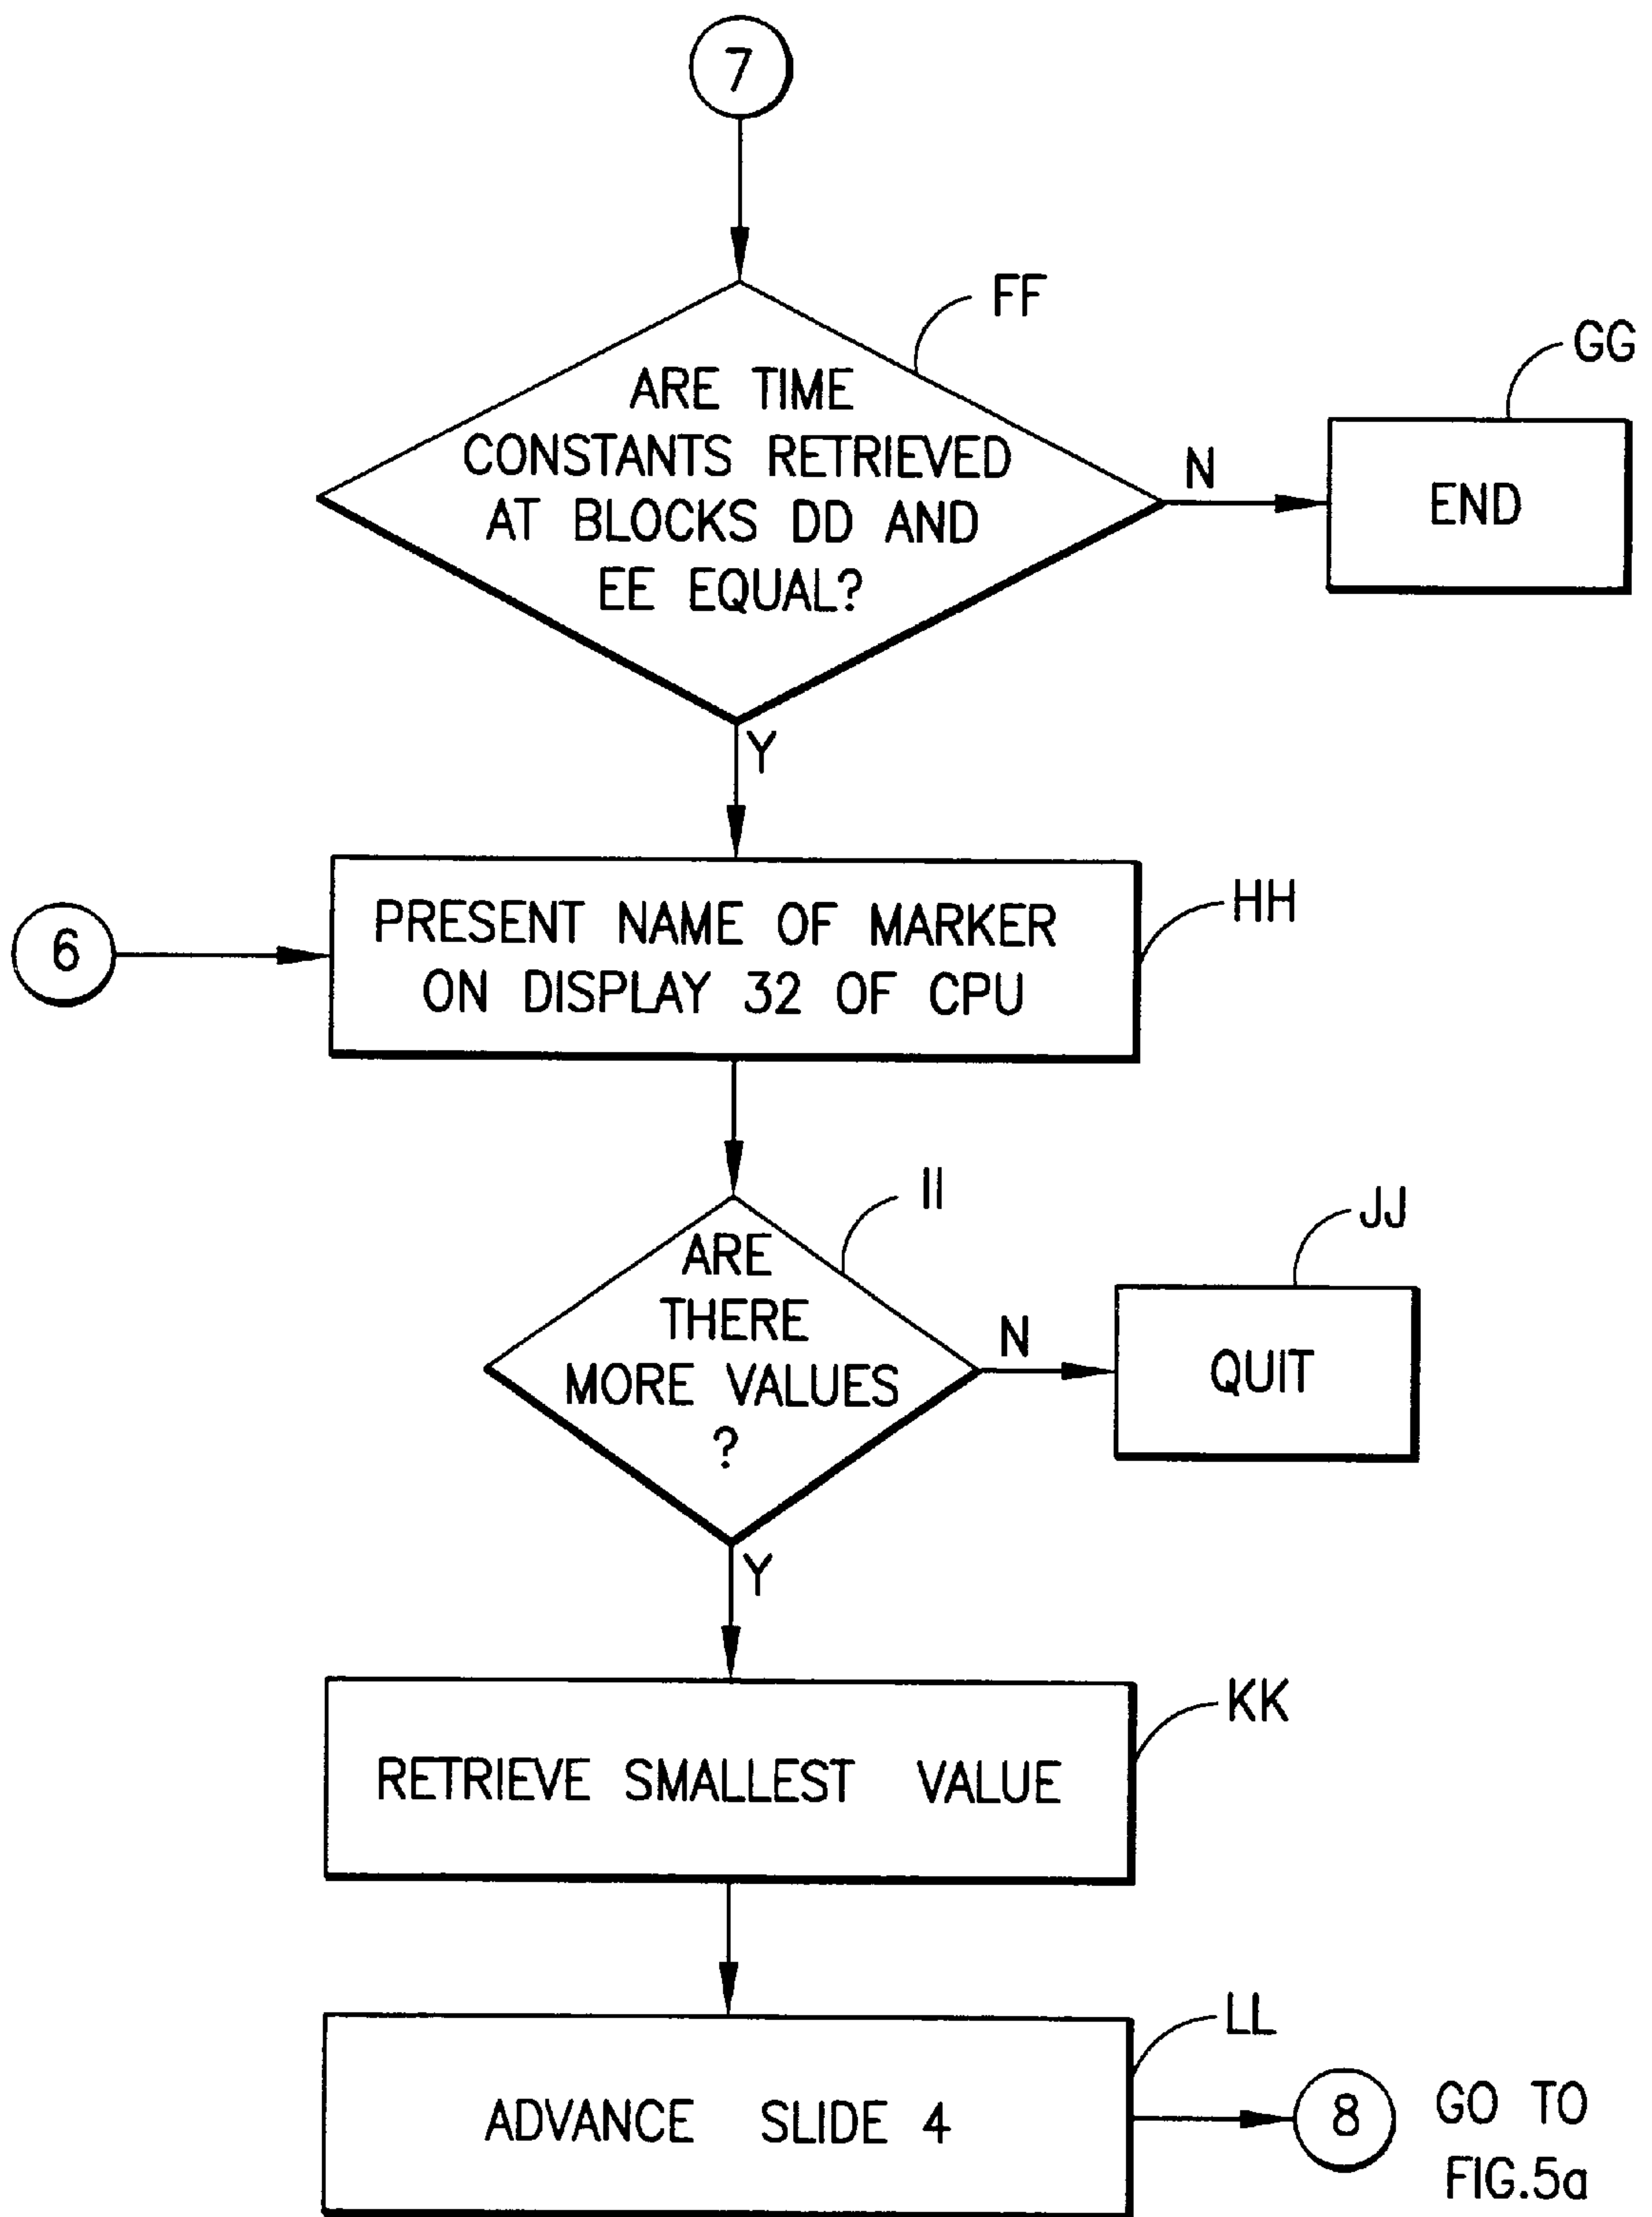 7
FF
GG
ARE TIME
CONSTANTS RETRIEVED
AT BLOCKS DD AND
EE EQUAL?
N
END
Y
HH
6
PRESENT NAME OF MARKER
ON DISPLAY 32 OF CPU
II
JJ
ARE
THERE
MORE VALUES
?
N
QUIT
Y
KK
RETRIEVE SMALLEST VALUE
LL
ADVANCE SLIDE 4
8
GO TO
FIG.5a